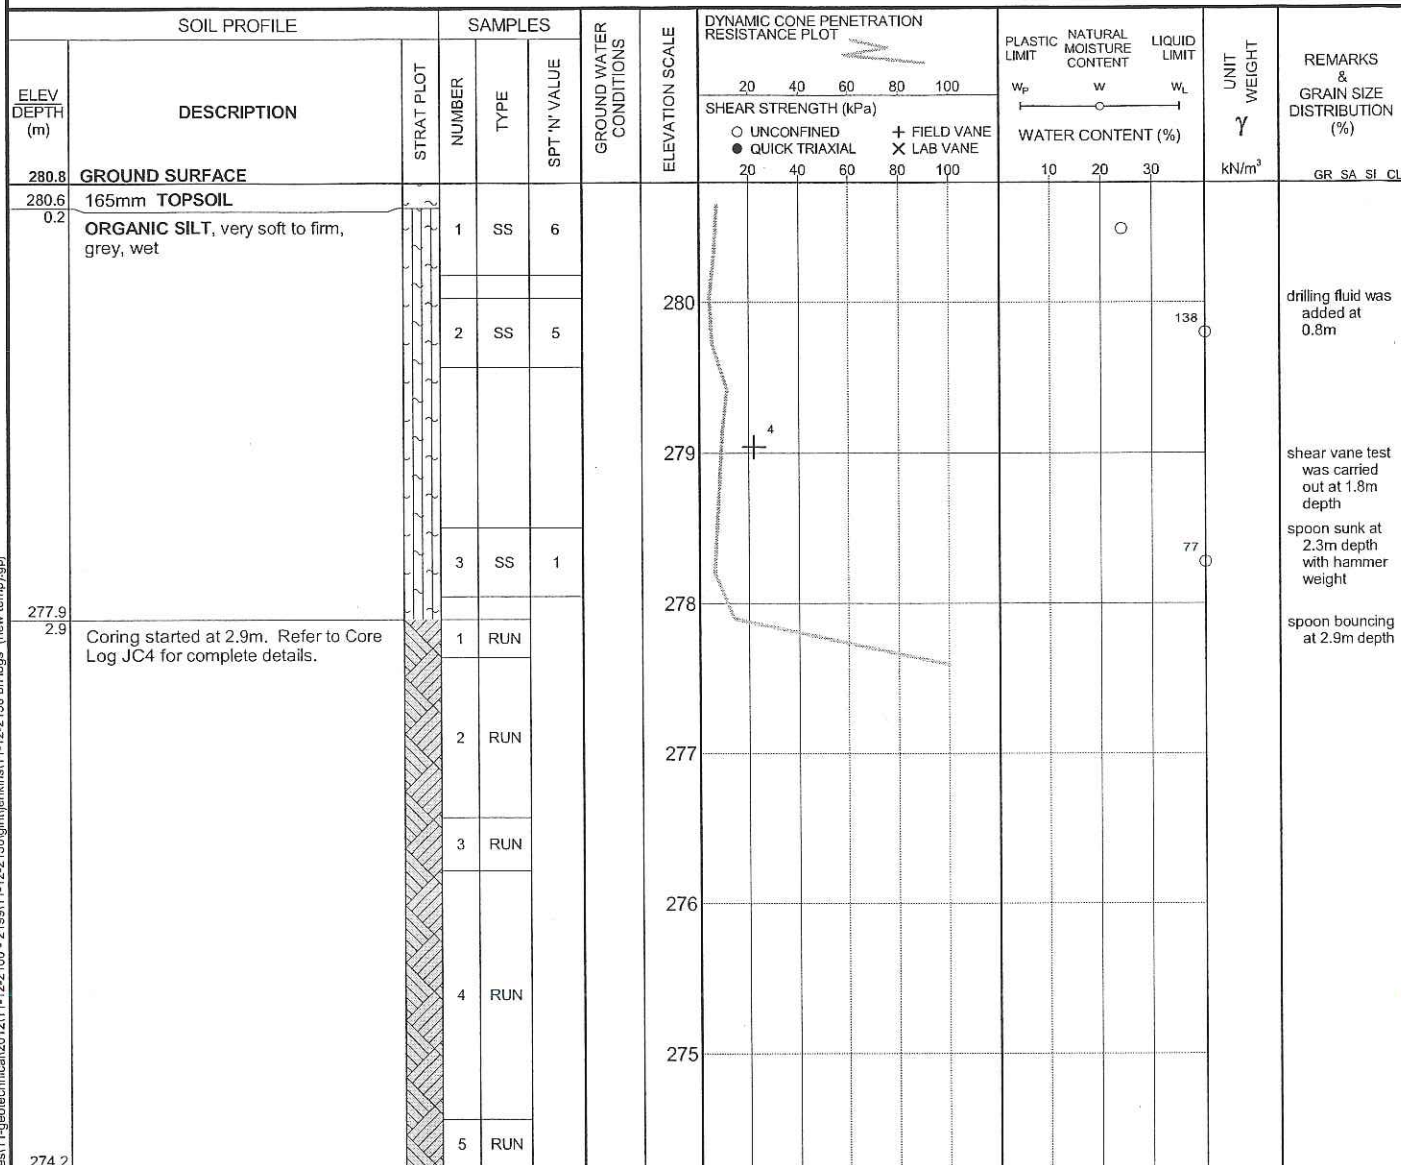 SOIL PROFILE
SAMPLES
GROUND WATER CONDITIONS
ELEVATION SCALE
DYNAMIC CONE PENETRATION
RESISTANCE PLOT
20 40 60 80 100
SHEAR STRENGTH (kPa)
○ UNCONFINED + FIELD VANE
● QUICK TRIAXIAL × LAB VANE
20 40 60 80 100
PLASTIC LIMIT
NATURAL MOISTURE CONTENT
LIQUID LIMIT
WP W WL
WATER CONTENT (%)
10 20 30
UNIT WEIGHT
γ
kN/m³
REMARKS
&
GRAIN SIZE
DISTRIBUTION
(%)
GR SA SI CL
ELEV
DEPTH
(m)
DESCRIPTION
STRAT PLOT
NUMBER
TYPE
SPT 'N' VALUE
280.8 GROUND SURFACE
280.6 165mm TOPSOIL
0.2
ORGANIC SILT, very soft to firm,
grey, wet
1 SS 6
280
drilling fluid was
added at
0.8m
138
2 SS 5
4
279
shear vane test
was carried
out at 1.8m
depth
spoon sunk at
2.3m depth
with hammer
weight
77
3 SS 1
278
277.9
2.9
Coring started at 2.9m. Refer to Core
Log JC4 for complete details.
1 RUN
spoon bouncing
at 2.9m depth
2 RUN
277
3 RUN
276
4 RUN
275
5 RUN
274.2